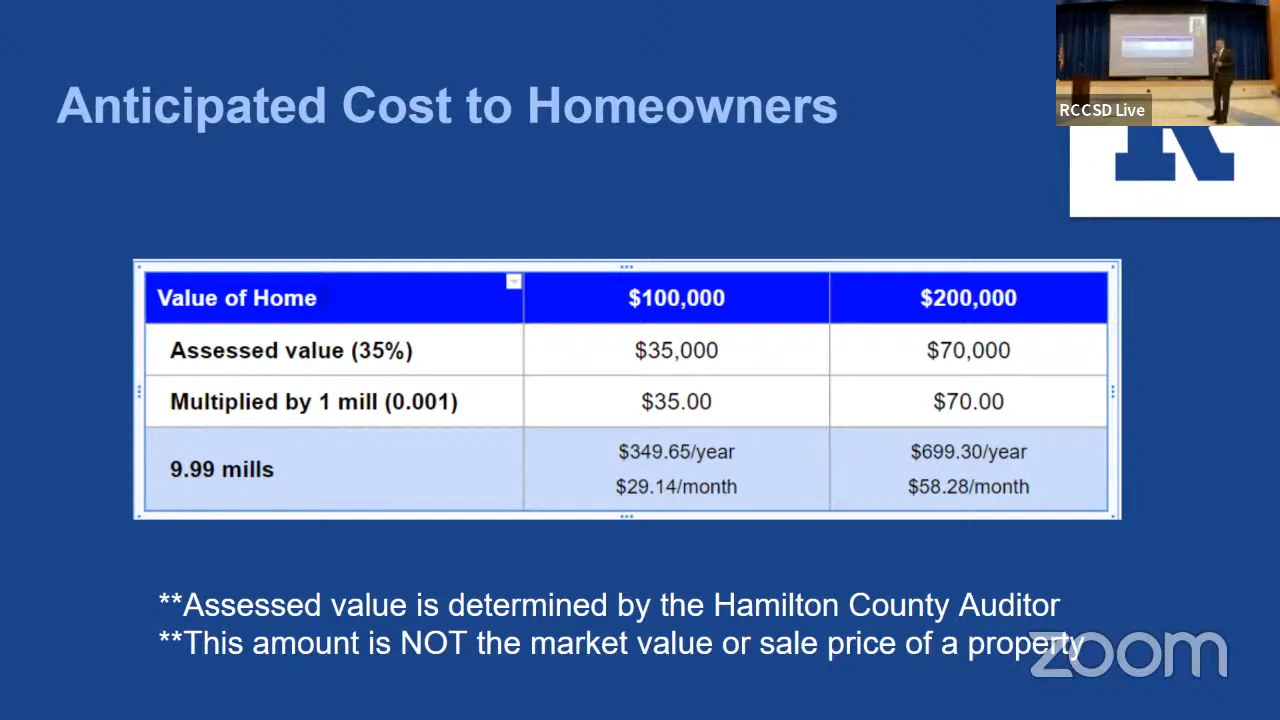 Anticipated Cost to Homeowners
RCCSD Live
R
Value of Home $100,000 $200,000
Assessed value (35%) $35,000 $70,000
Multiplied by 1 mill (0.001) $35.00 $70.00
9.99 mills $349.65/year $699.30/year
$29.14/month $58.28/month
**Assessed value is determined by the Hamilton County Auditor
**This amount is NOT the market value or sale price of a property
zoom